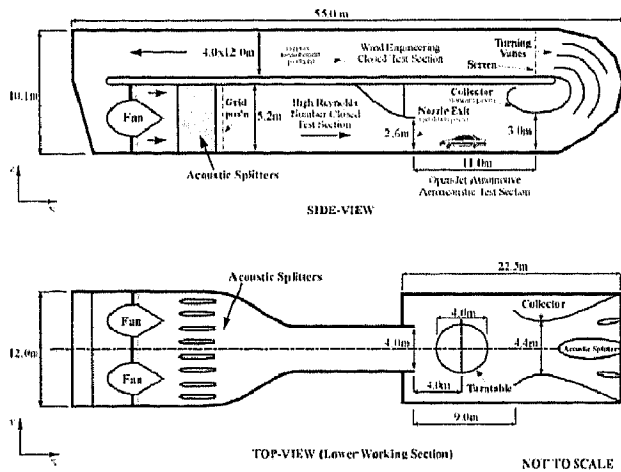 55.0 m
4.0x12.0m
Wind Engineering
Closed Test Section
Turning
Vanes
Screen
10.1m
Fan
Grid pos'n
5.2m
High Reynolds
Number Closed
Test Section
Collector
Nozzle Exit
2.6m
3.0m
Acoustic Splitters
11.0m
Open Jet Automotive
Aeroacoustic Test Section
Z
X
SIDE-VIEW
22.5m
Acoustic Splitters
Fan
4.0m
Collector
12.0m
4.0m
4.4m
Acoustic Splitter
Fan
4.0m
Turntable
9.0m
Y
X
TOP-VIEW (Lower Working Section)
NOT TO SCALE